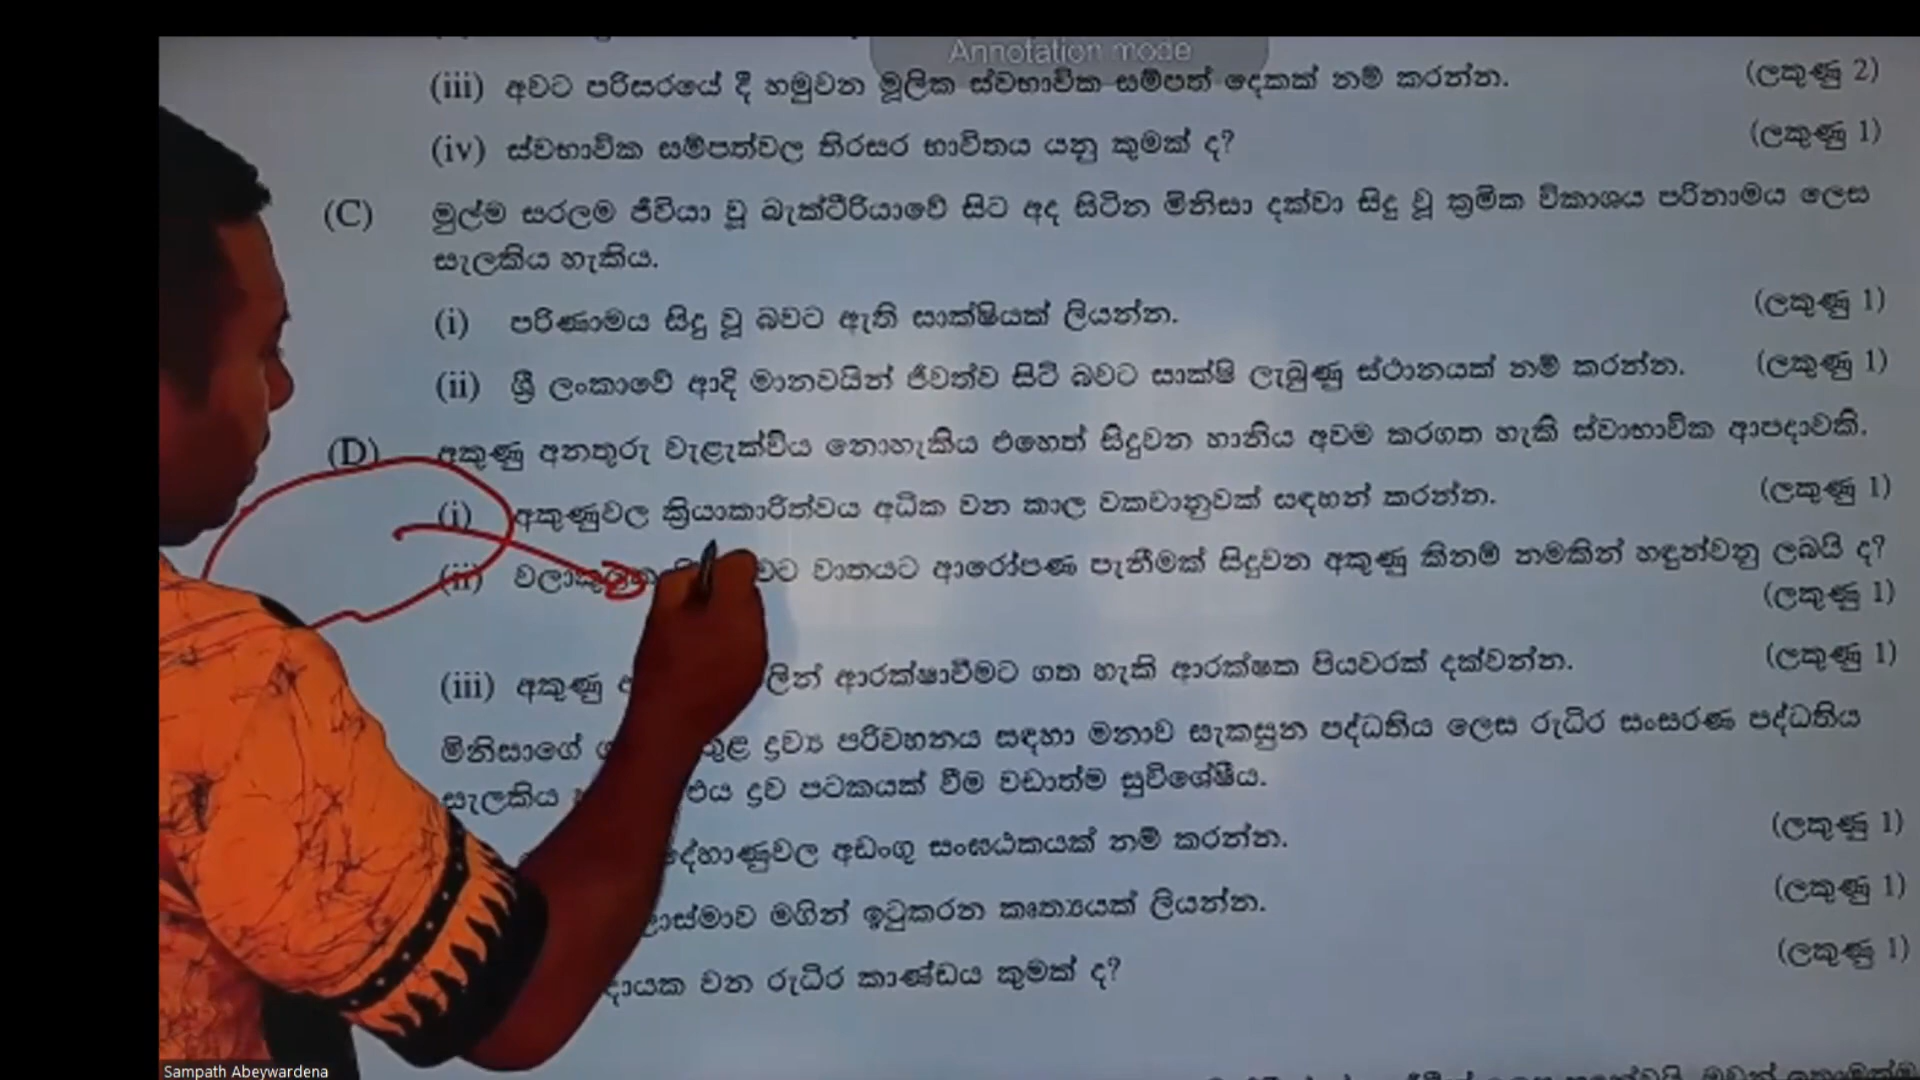 Annotation mode
(iii) අවට පරිසරයේ දී හමුවන මූලික ස්වභාවික සම්පත් දෙකක් නම් කරන්න. (ලකුණු 2)
(iv) ස්වභාවික සම්පත්වල තිරසර භාවිතය යනු කුමක් ද? (ලකුණු 1)
(C) මුල්ම සරලම ජීවියා වූ බැක්ටීරියාවේ සිට අද සිටින මිනිසා දක්වා සිදු වූ ක්‍රමික විකාශය පරිනාමය ලෙස
සැලකිය හැකිය.
(i) පරිණාමය සිදු වූ බවට ඇති සාක්ෂියක් ලියන්න. (ලකුණු 1)
(ii) ශ්‍රී ලංකාවේ ආදි මානවයින් ජීවත්ව සිටි බවට සාක්ෂි ලැබුණු ස්ථානයක් නම් කරන්න. (ලකුණු 1)
(D) අකුණු අනතුරු වැළැක්විය නොහැකිය එහෙත් සිදුවන හානිය අවම කරගත හැකි ස්වාභාවික ආපදාවකි.
(i) අකුණුවල ක්‍රියාකාරිත්වය අධික වන කාල වකවානුවක් සඳහන් කරන්න. (ලකුණු 1)
(ii) වටා වාතයට ආරෝපණ පැනීමක් සිදුවන අකුණු කිනම් නමකින් හඳුන්වනු ලබයි ද?
(ලකුණු 1)
(iii) අකුණු ආරක්ෂාවීමට ගත හැකි ආරක්ෂක පියවරක් දක්වන්න. (ලකුණු 1)
මිනිසාගේ තුළ ද්‍රව්‍ය පරිවහනය සඳහා මනාව සැකසුන පද්ධතිය ලෙස රුධිර සංසරණ පද්ධතිය
සැලකිය එය ද්‍රව පටකයක් වීම වඩාත්ම සුවිශේෂීය.
අඩංගු සංඝඨකයක් නම් කරන්න. (ලකුණු 1)
මගින් ඉටුකරන කෘත්‍යයක් ලියන්න. (ලකුණු 1)
වන රුධිර කාණ්ඩය කුමක් ද? (ලකුණු 1)
Sampath Abeywardena